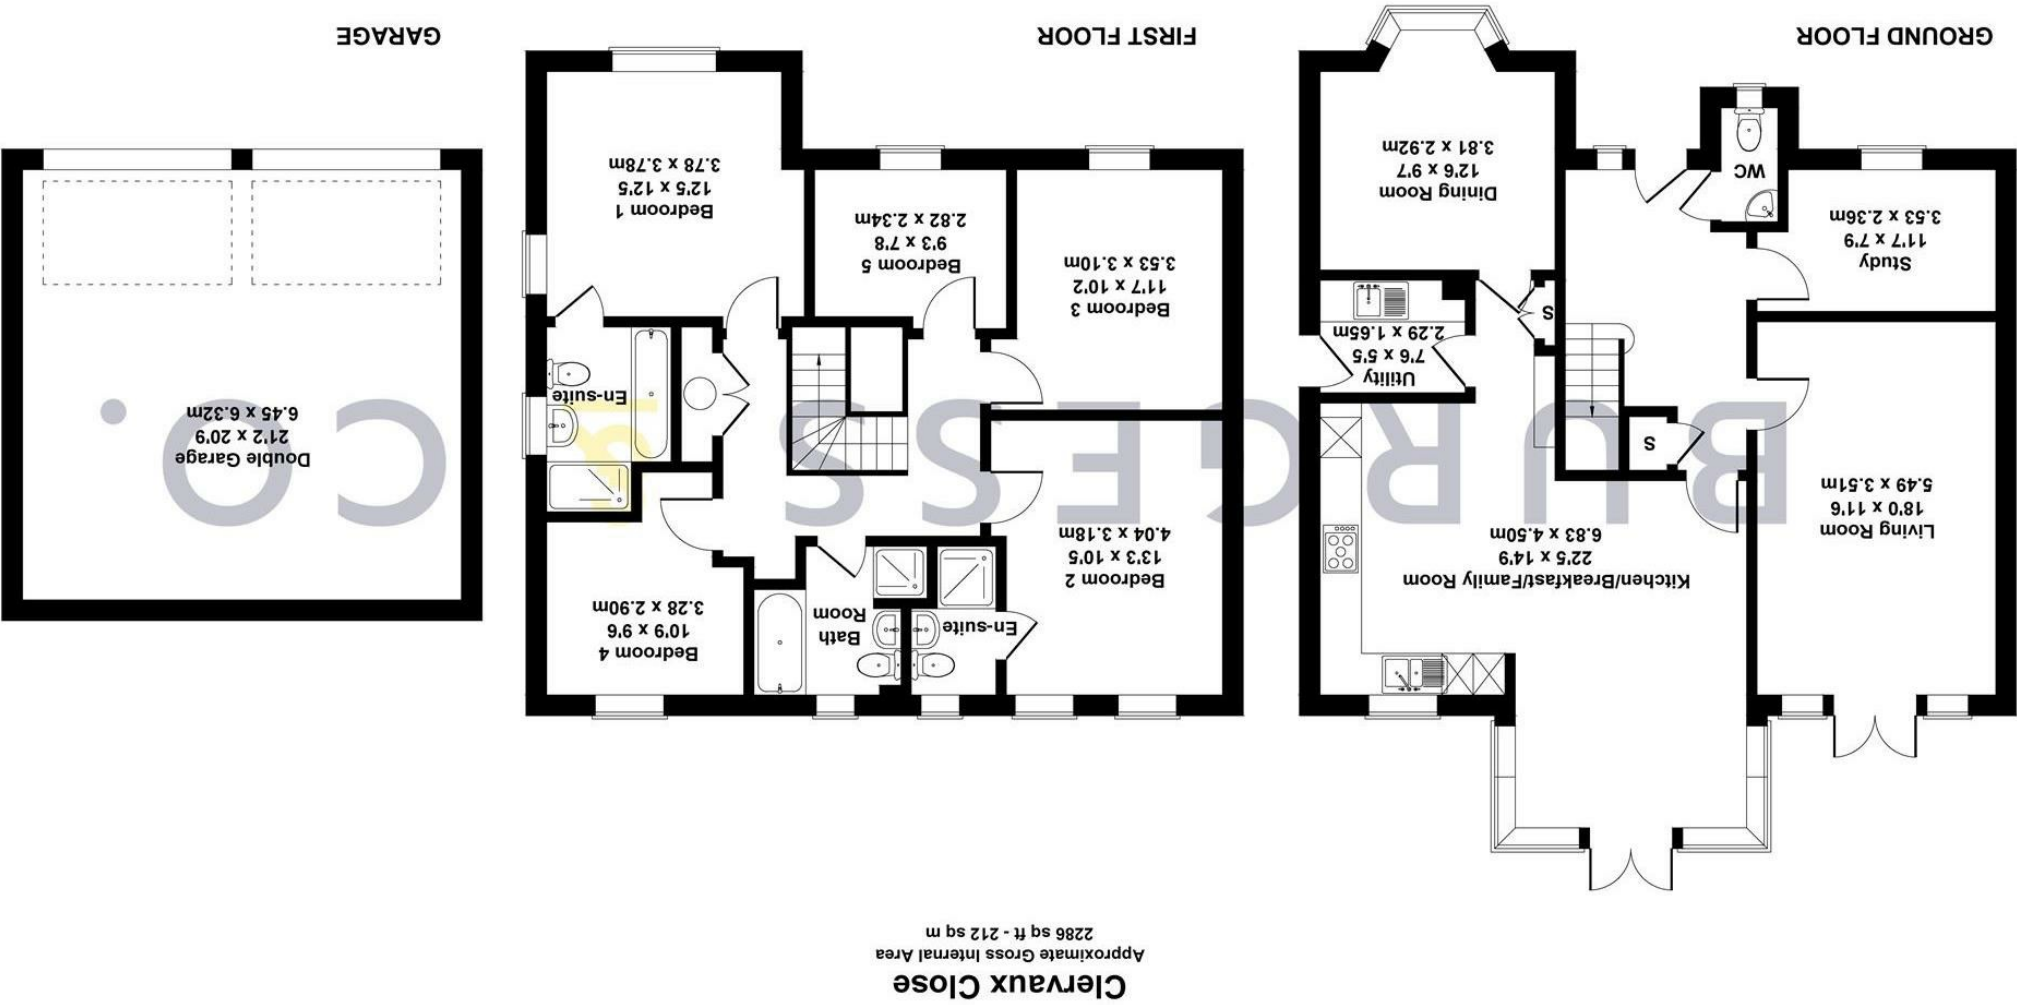 Clervaux Close
Approximate Gross Internal Area
2286 sq ft - 212 sq m
Living Room
18'0 x 11'6
5.49 x 3.51m
Kitchen/Breakfast/Family Room
22'5 x 14'9
6.83 x 4.50m
S
Utility
7'6 x 5'5
2.29 x 1.65m
S
Study
11'7 x 7'9
3.53 x 2.36m
WC
Dining Room
12'6 x 9'7
3.81 x 2.92m
GROUND FLOOR
Bedroom 2
13'3 x 10'5
4.04 x 3.18m
En-suite
Bath
Room
Bedroom 4
10'9 x 9'6
3.28 x 2.90m
En-suite
Bedroom 3
11'7 x 10'2
3.53 x 3.10m
Bedroom 5
9'3 x 7'8
2.82 x 2.34m
Bedroom 1
12'5 x 12'5
3.78 x 3.78m
FIRST FLOOR
Double Garage
21'2 x 20'9
6.45 x 6.32m
GARAGE
BURGESS & CO.